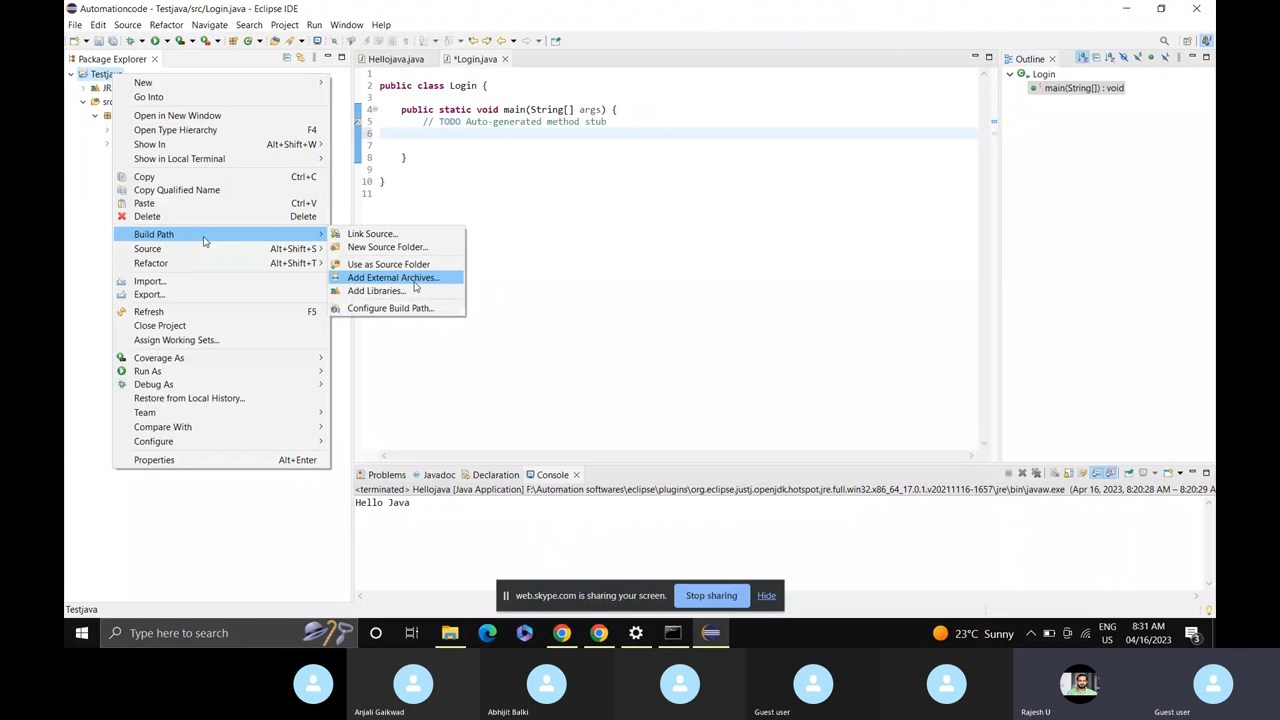 Automationcode - Testjava/src/Login.java - Eclipse IDE
File Edit Source Refactor Navigate Search Project Run Window Help
Package Explorer
Hellojava.java
*Login.java
Outline
Testjava
JR
src
New
Go Into
Open in New Window
Open Type Hierarchy F4
Show In Alt+Shift+W
Show in Local Terminal
Copy Ctrl+C
Copy Qualified Name
Paste Ctrl+V
Delete Delete
Build Path
Source Alt+Shift+S
Refactor Alt+Shift+T
Import...
Export...
Refresh F5
Close Project
Assign Working Sets...
Coverage As
Run As
Debug As
Restore from Local History...
Team
Compare With
Configure
Properties Alt+Enter
Link Source...
New Source Folder...
Use as Source Folder
Add External Archives...
Add Libraries...
Configure Build Path...
1
2 public class Login {
3
4 public static void main(String[] args) {
5 // TODO Auto-generated method stub
6
7
8 }
9
10 }
11
Login
main(String[]) : void
Problems Javadoc Declaration Console
<terminated> Hellojava [Java Application] F:\Automation softwares\eclipse\plugins\org.eclipse.justj.openjdk.hotspot.jre.full.win32.x86_64_17.0.1.v20211116-1657\jre\bin\javaw.exe (Apr 16, 2023, 8:20:28 AM – 8:20:29 A
Hello Java
web.skype.com is sharing your screen. Stop sharing Hide
Testjava
Type here to search
23°C Sunny
ENG
US
8:31 AM
04/16/2023
3
Anjali Gaikwad
Abhijit Balki
Guest user
Rajesh U
Guest user